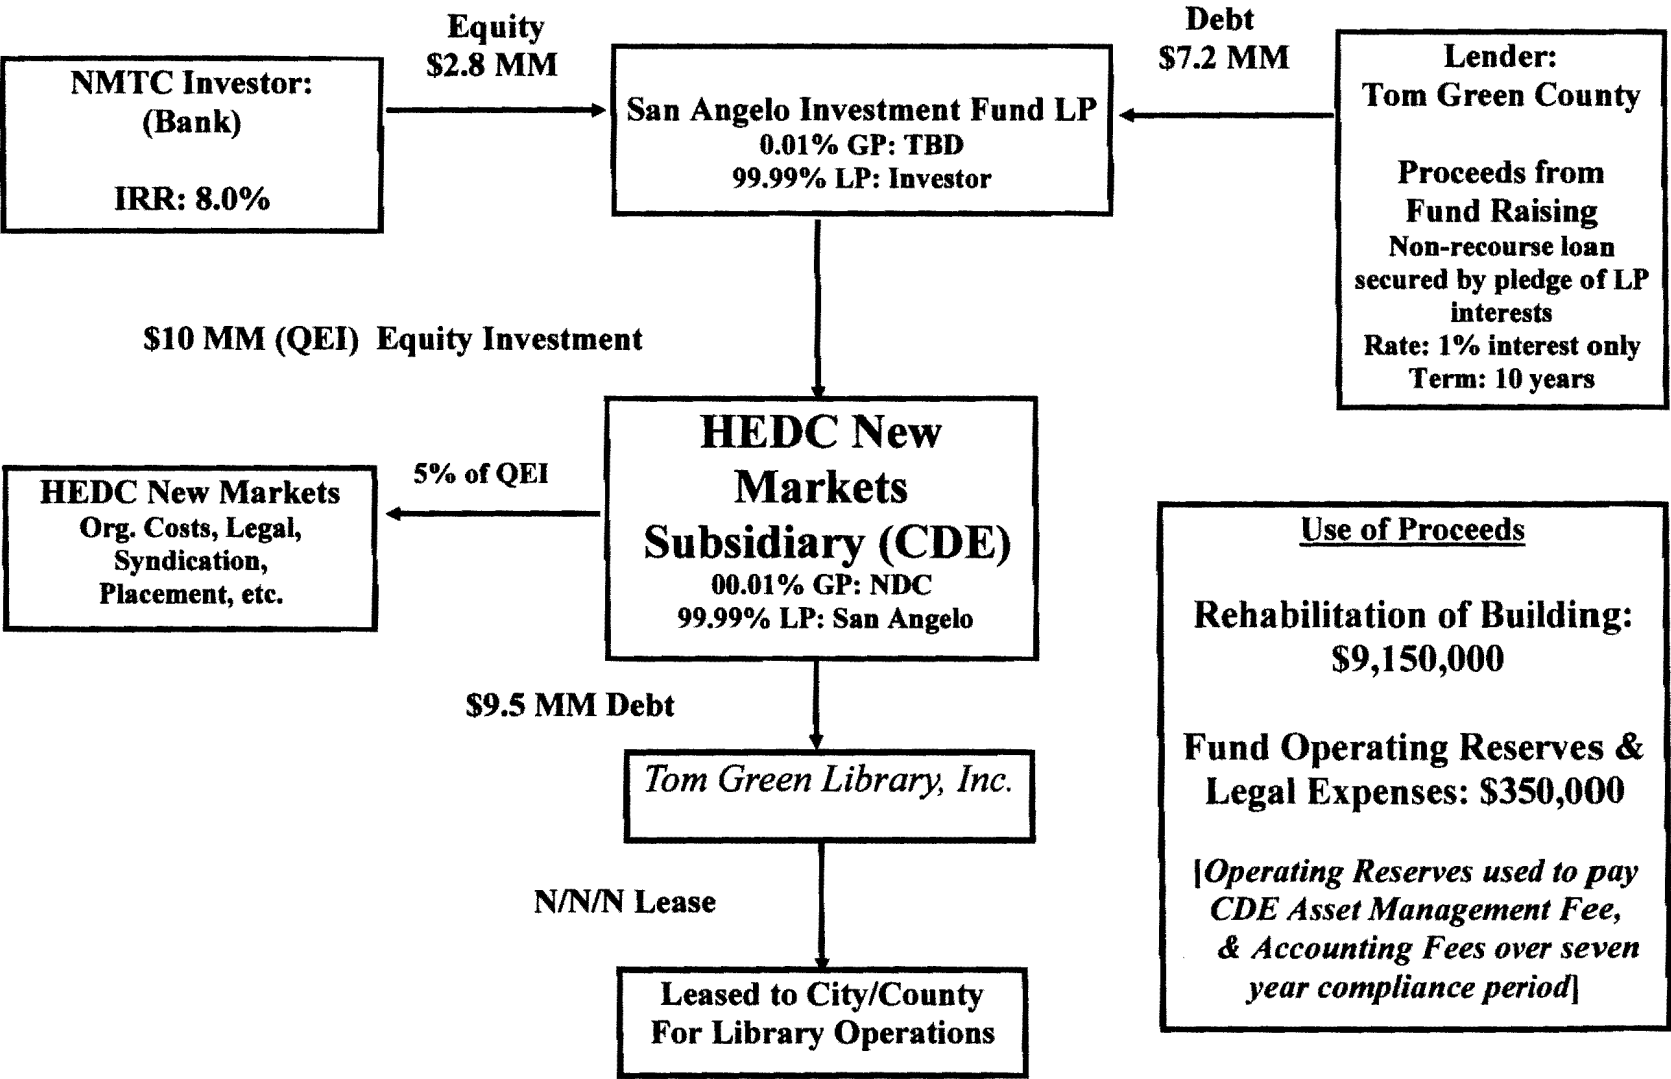 Equity
$2.8 MM
Debt
$7.2 MM
NMTC Investor:
(Bank)
IRR: 8.0%
San Angelo Investment Fund LP
0.01% GP: TBD
99.99% LP: Investor
Lender:
Tom Green County
Proceeds from
Fund Raising
Non-recourse loan
secured by pledge of LP
interests
Rate: 1% interest only
Term: 10 years
$10 MM (QEI)  Equity Investment
HEDC New
Markets
Subsidiary (CDE)
00.01% GP: NDC
99.99% LP: San Angelo
5% of QEI
HEDC New Markets
Org. Costs, Legal,
Syndication,
Placement, etc.
Use of Proceeds
Rehabilitation of Building:
$9,150,000
Fund Operating Reserves &
Legal Expenses: $350,000
[Operating Reserves used to pay
CDE Asset Management Fee,
& Accounting Fees over seven
year compliance period]
$9.5 MM Debt
Tom Green Library, Inc.
N/N/N Lease
Leased to City/County
For Library Operations